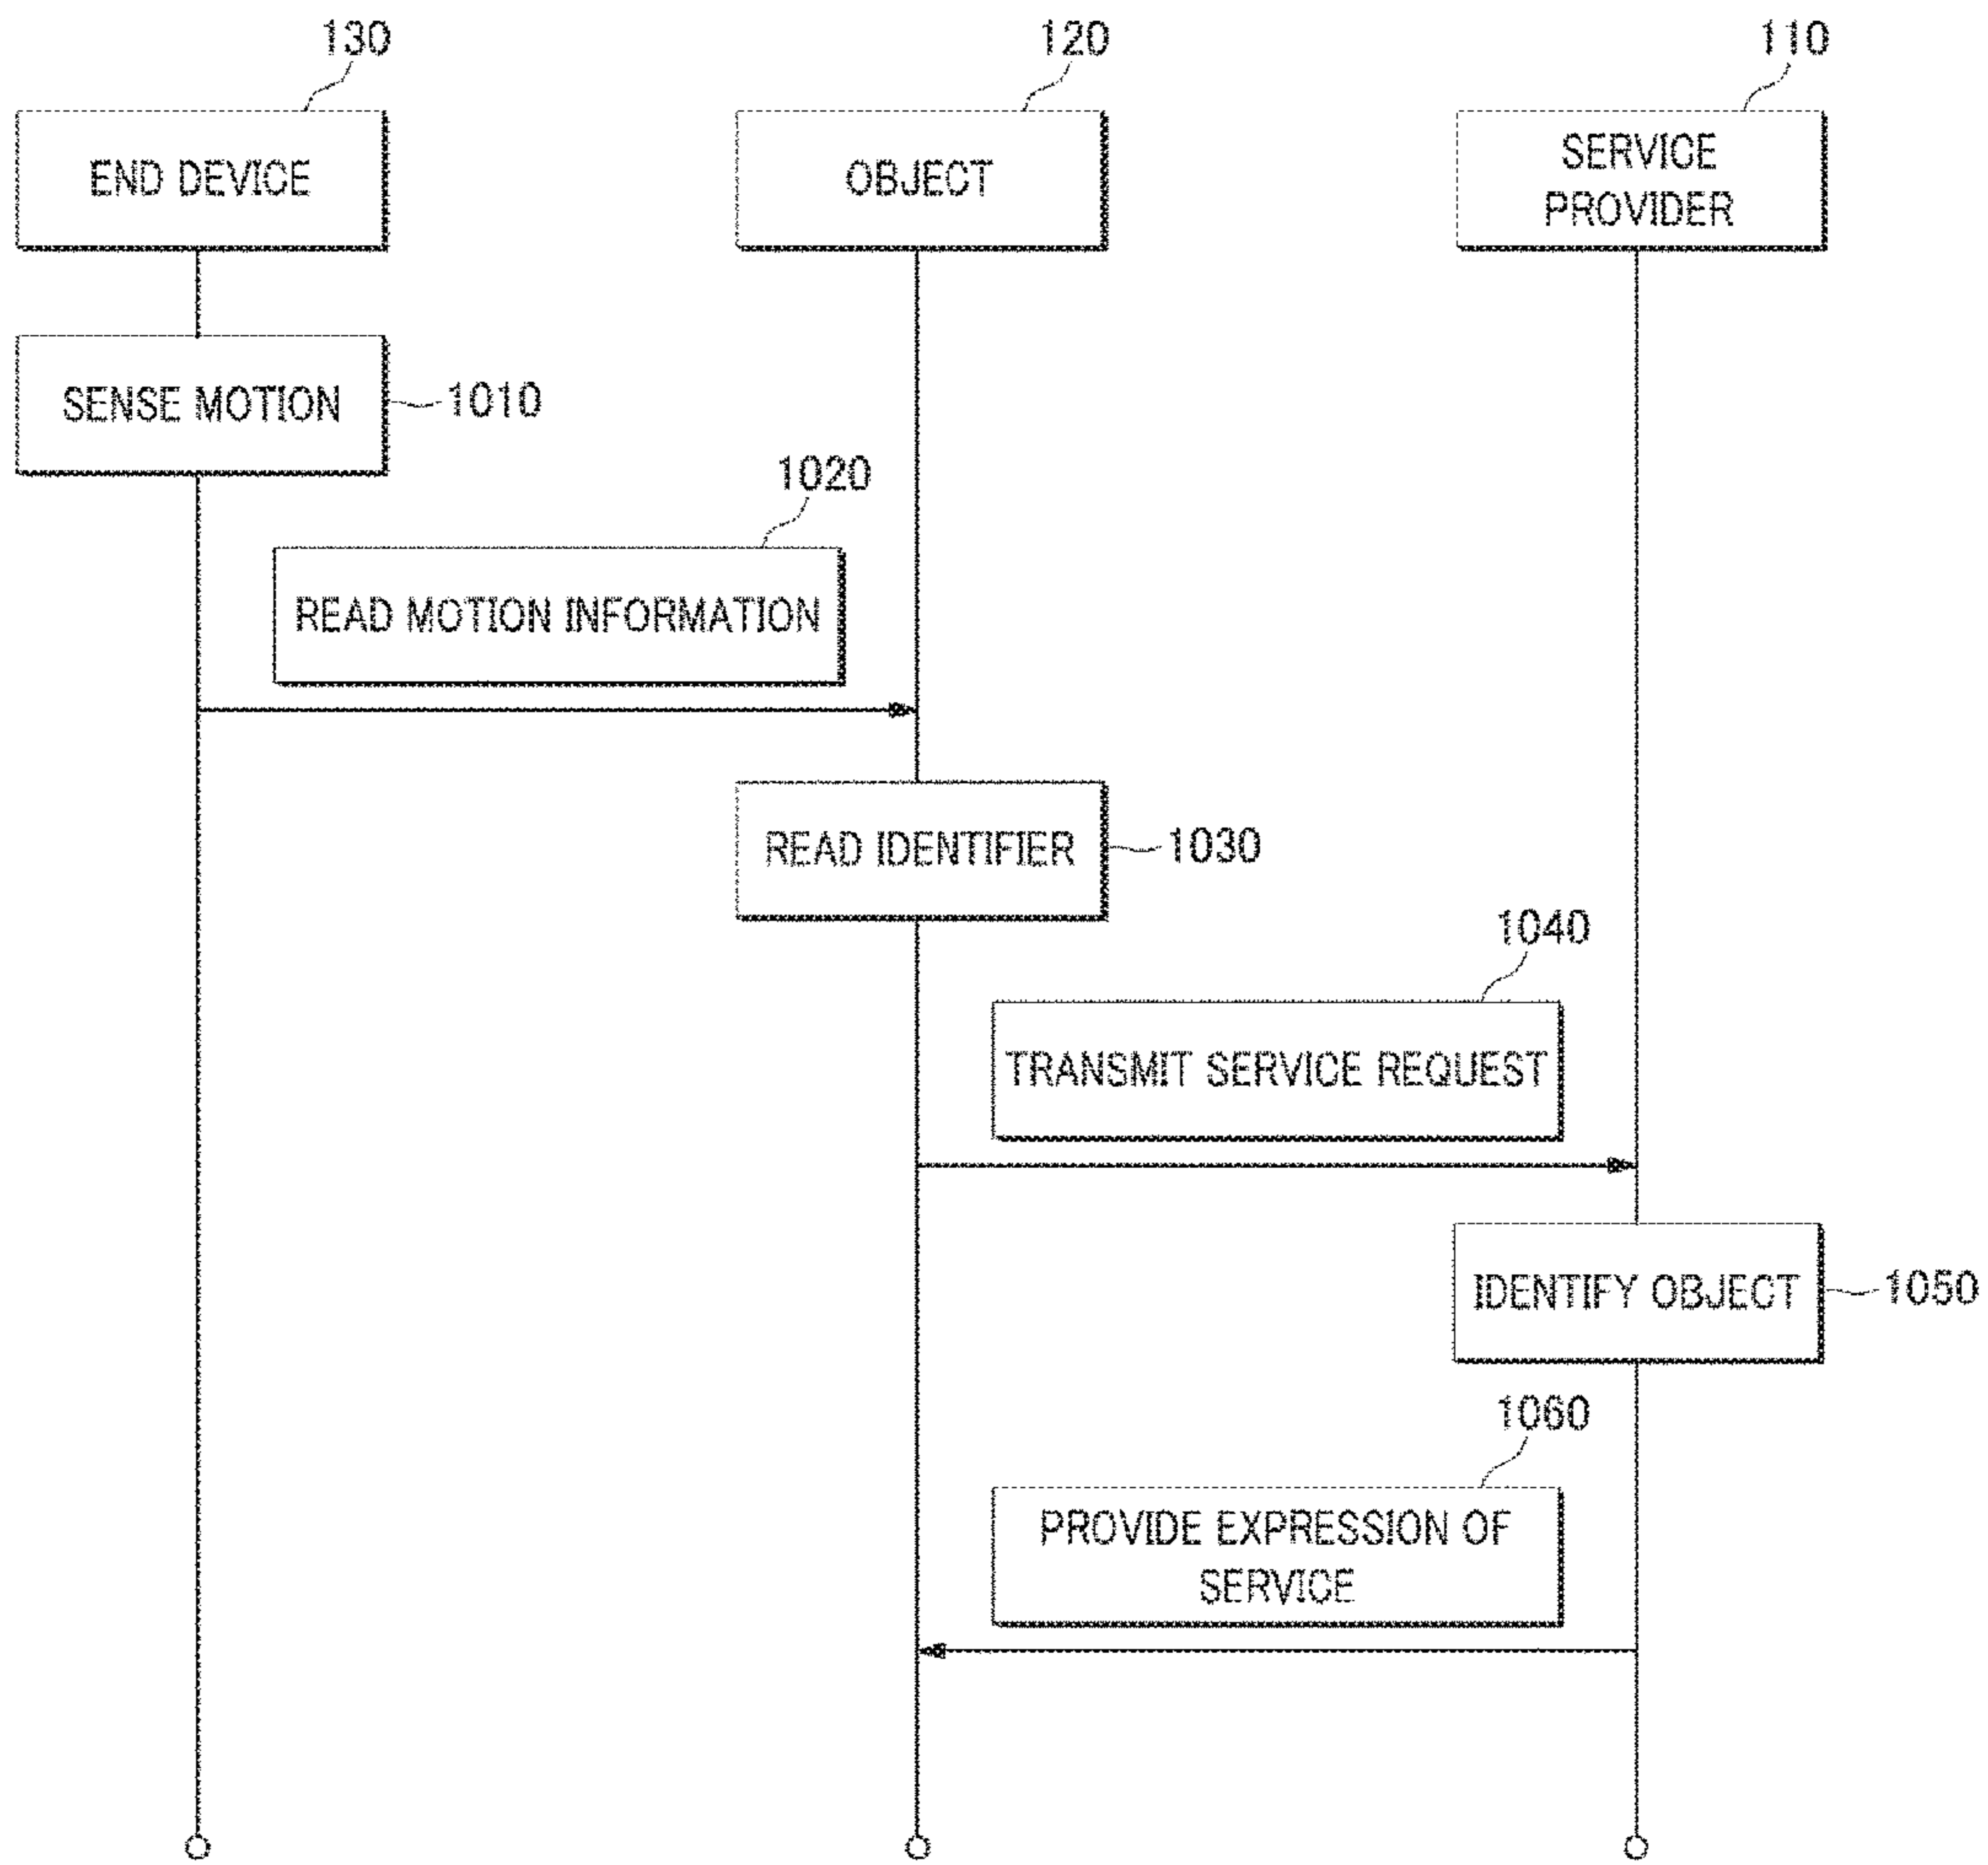 130
120
110
END DEVICE
OBJECT
SERVICE
PROVIDER
SENSE MOTION
1010
1020
READ MOTION INFORMATION
READ IDENTIFIER
1030
1040
TRANSMIT SERVICE REQUEST
IDENTIFY OBJECT
1050
1060
PROVIDE EXPRESSION OF
SERVICE